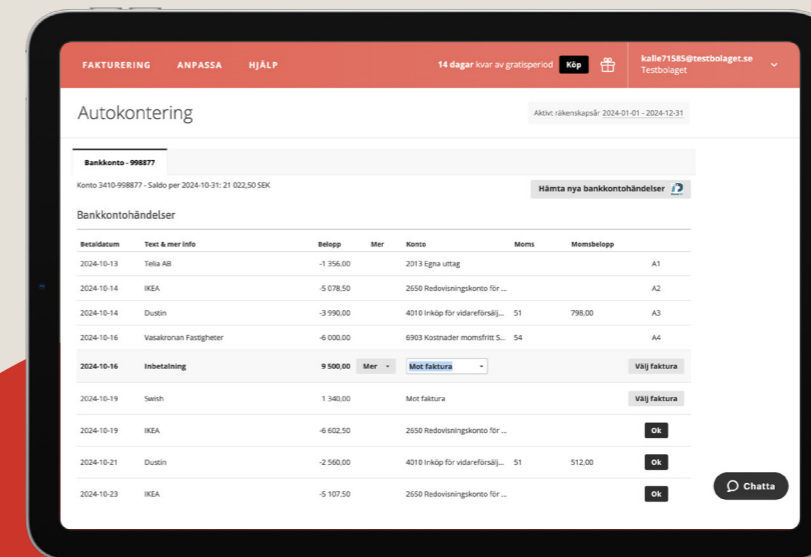 FAKTURERING ANPASSA HJÄLP 14 dagar kvar av gratisperiod Köp kalle71585@testbolaget.se
Testbolaget
Autokontering Aktivt räkenskapsår 2024-01-01 - 2024-12-31
Bankkonto - 998877
Konto 3410-998877 - Saldo per 2024-10-31: 21 022,50 SEK Hämta nya bankkontohändelser
Bankkontohändelser
Betaldatum Text & mer info Belopp Mer Konto Moms Momsbelopp
2024-10-13 Telia AB -1 356,00 2013 Egna uttag A1
2024-10-14 IKEA -5 078,50 2650 Redovisningskonto för ... A2
2024-10-14 Dustin -3 990,00 4010 Inköp för vidareförsälj... 51 798,00 A3
2024-10-16 Vasakronan Fastigheter -6 000,00 6903 Kostnader momsfritt S... 54 A4
2024-10-16 Inbetalning 9 500,00 Mer Mot faktura Välj faktura
2024-10-19 Swish 1 340,00 Mot faktura Välj faktura
2024-10-19 IKEA -6 602,50 2650 Redovisningskonto för ... Ok
2024-10-21 Dustin -2 560,00 4010 Inköp för vidareförsälj... 51 512,00 Ok
2024-10-23 IKEA -5 107,50 2650 Redovisningskonto för ... Ok
Chatta